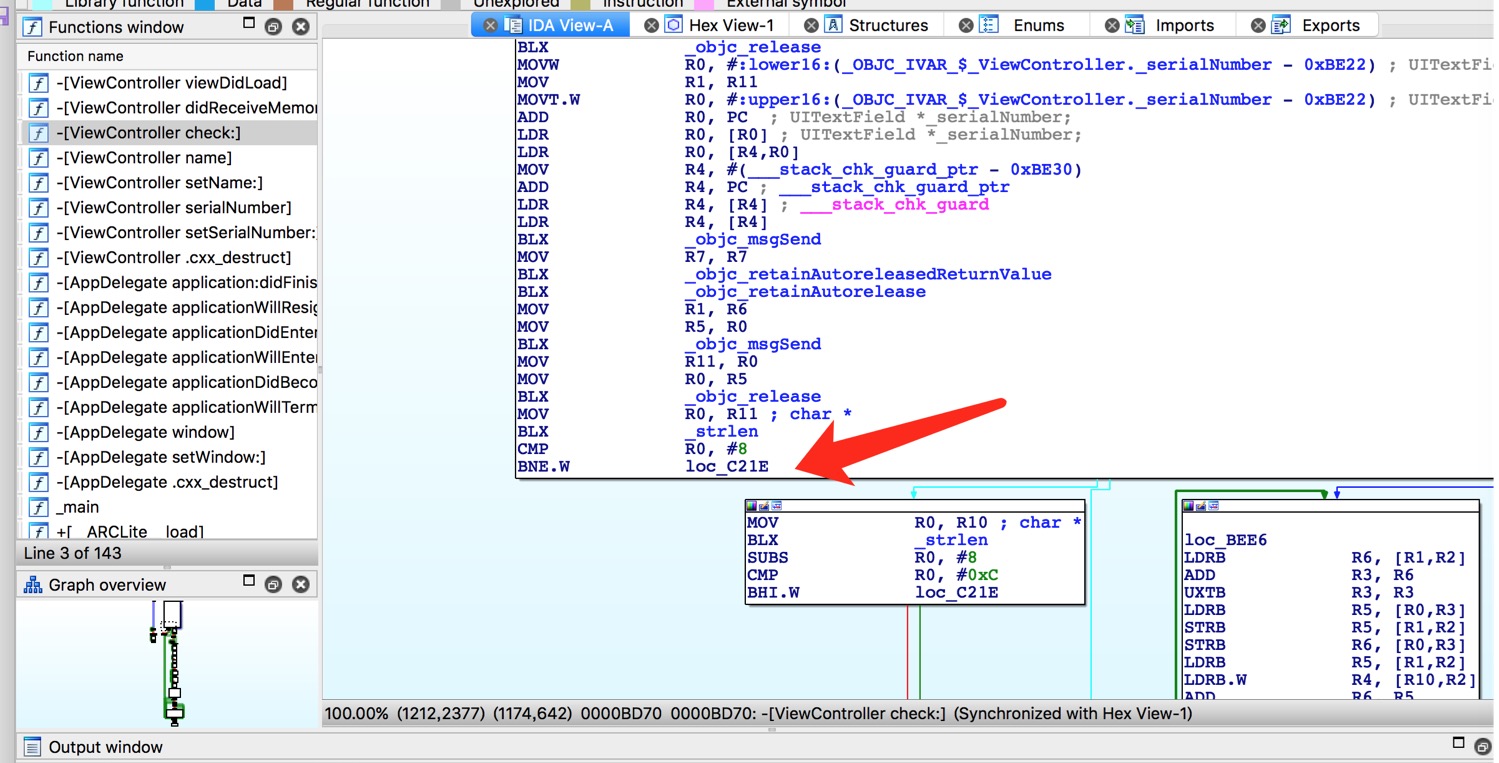 Library function Data Regular function Unexplored Instruction External symbol
Functions window
Function name
-[ViewController viewDidLoad]
-[ViewController didReceiveMemor
-[ViewController check:]
-[ViewController name]
-[ViewController setName:]
-[ViewController serialNumber]
-[ViewController setSerialNumber:]
-[ViewController .cxx_destruct]
-[AppDelegate application:didFinis
-[AppDelegate applicationWillResig
-[AppDelegate applicationDidEnter
-[AppDelegate applicationWillEnter
-[AppDelegate applicationDidBeco
-[AppDelegate applicationWillTerm
-[AppDelegate window]
-[AppDelegate setWindow:]
-[AppDelegate .cxx_destruct]
_main
+[__ARCLite__ load]
Line 3 of 143
Graph overview
IDA View-A Hex View-1 Structures Enums Imports Exports
BLX _objc_release
MOVW R0, #:lower16:(_OBJC_IVAR_$_ViewController._serialNumber - 0xBE22) ; UITextFi
MOV R1, R11
MOVT.W R0, #:upper16:(_OBJC_IVAR_$_ViewController._serialNumber - 0xBE22) ; UITextFi
ADD R0, PC ; UITextField *_serialNumber;
LDR R0, [R0] ; UITextField *_serialNumber;
LDR R0, [R4,R0]
MOV R4, #(___stack_chk_guard_ptr - 0xBE30)
ADD R4, PC ; ___stack_chk_guard_ptr
LDR R4, [R4] ; ___stack_chk_guard
LDR R4, [R4]
BLX _objc_msgSend
MOV R7, R7
BLX _objc_retainAutoreleasedReturnValue
BLX _objc_retainAutorelease
MOV R1, R6
MOV R5, R0
BLX _objc_msgSend
MOV R11, R0
MOV R0, R5
BLX _objc_release
MOV R0, R11 ; char *
BLX _strlen
CMP R0, #8
BNE.W loc_C21E
MOV R0, R10 ; char *
BLX _strlen
SUBS R0, #8
CMP R0, #0xC
BHI.W loc_C21E
loc_BEE6
LDRB R6, [R1,R2]
ADD R3, R6
UXTB R3, R3
LDRB R5, [R0,R3]
STRB R5, [R1,R2]
STRB R6, [R0,R3]
LDRB R5, [R1,R2]
LDRB.W R4, [R10,R2]
ADD R6, R5
100.00% (1212,2377) (1174,642) 0000BD70 0000BD70: -[ViewController check:] (Synchronized with Hex View-1)
Output window